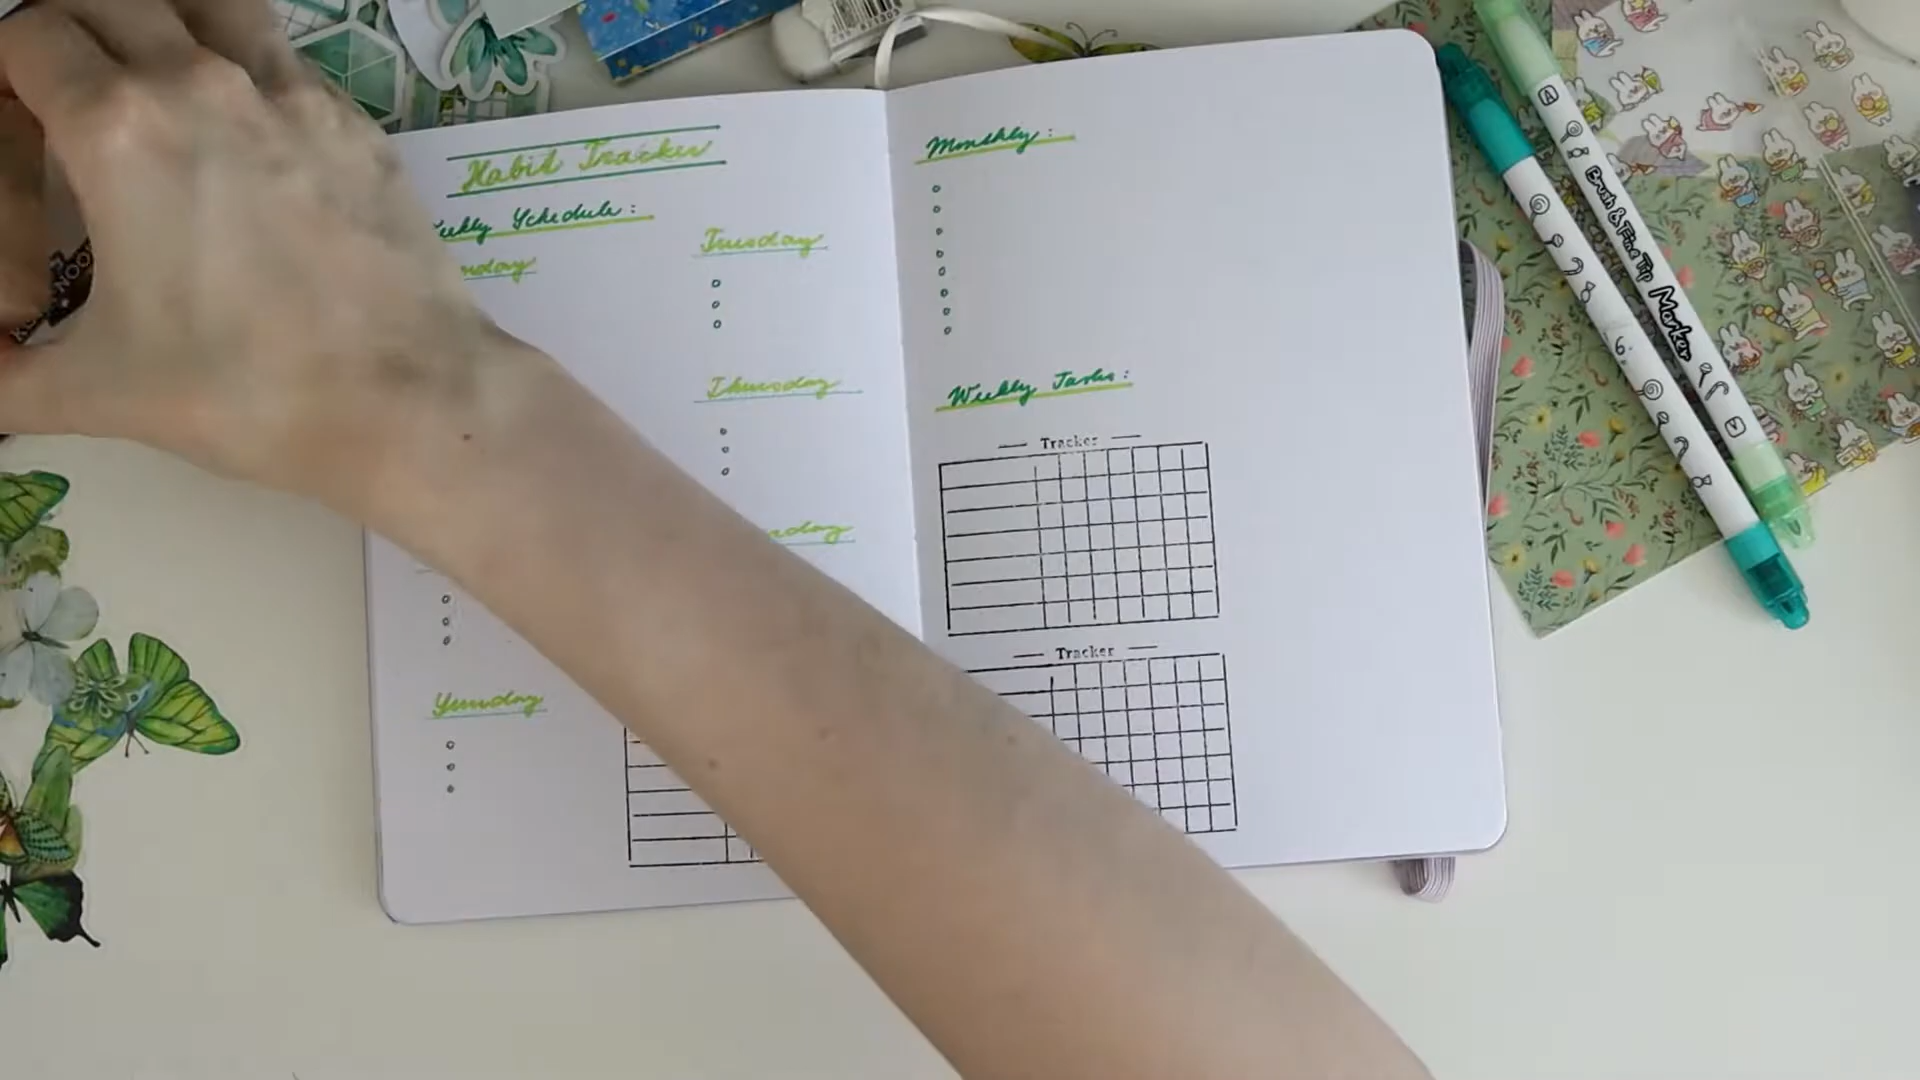 Habit Tracker
Weekly Schedule:
Tuesday
Thursday
Sunday
Monthly:
Weekly Tasks:
Tracker
Tracker
Brush & Fine Tip Marker